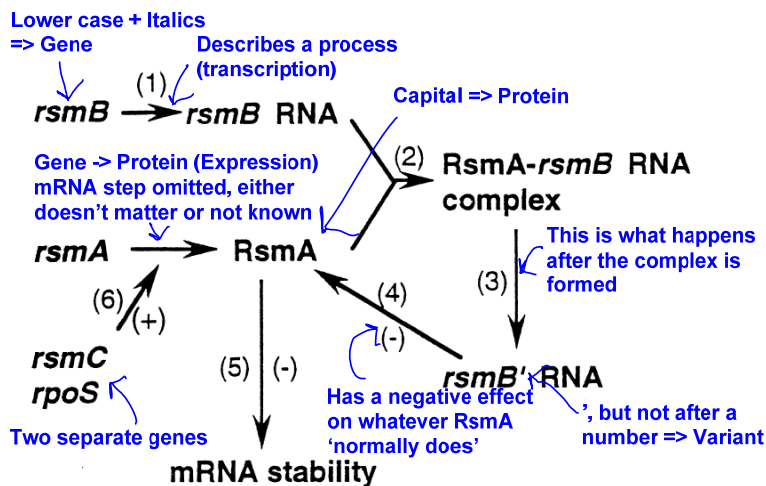 Lower case + Italics
=> Gene
Describes a process
(transcription)
Capital => Protein
(1)
rsmB
rsmB RNA
(2)
RsmA-rsmB RNA
complex
Gene -> Protein (Expression)
mRNA step omitted, either
doesn't matter or not known
rsmA
RsmA
This is what happens
after the complex is
formed
(3)
(4)
(-)
(6)
(+)
rsmC
rpoS
(5)
(-)
rsmB' RNA
Has a negative effect
on whatever RsmA
'normally does'
', but not after a
number => Variant
Two separate genes
mRNA stability